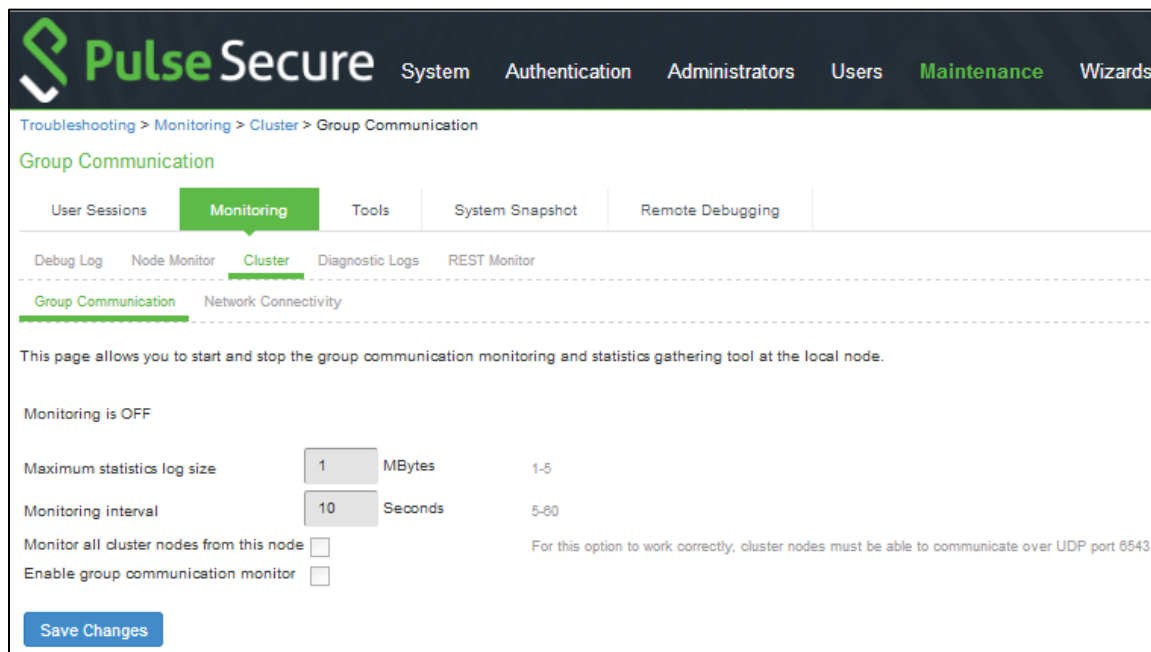 Pulse Secure System Authentication Administrators Users Maintenance Wizards
Troubleshooting > Monitoring > Cluster > Group Communication
Group Communication
User Sessions Monitoring Tools System Snapshot Remote Debugging
Debug Log Node Monitor Cluster Diagnostic Logs REST Monitor
Group Communication Network Connectivity
This page allows you to start and stop the group communication monitoring and statistics gathering tool at the local node.
Monitoring is OFF
Maximum statistics log size 1 MBytes 1-5
Monitoring interval 10 Seconds 5-60
Monitor all cluster nodes from this node For this option to work correctly, cluster nodes must be able to communicate over UDP port 6543
Enable group communication monitor
Save Changes